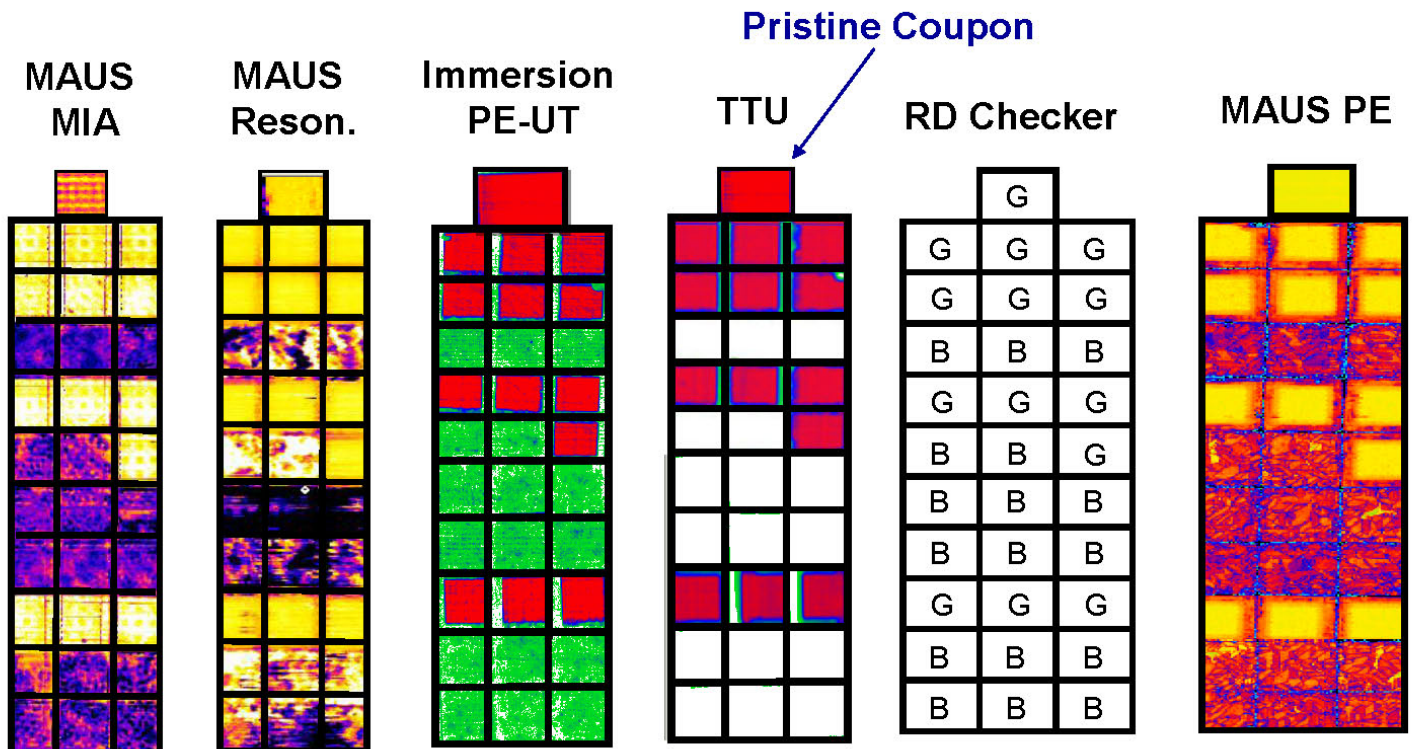 Pristine Coupon
MAUS
MIA
MAUS
Reson.
Immersion
PE-UT
TTU
RD Checker
MAUS PE
G
G G G
G G G
B B B
G G G
B B G
B B B
B B B
G G G
B B B
B B B